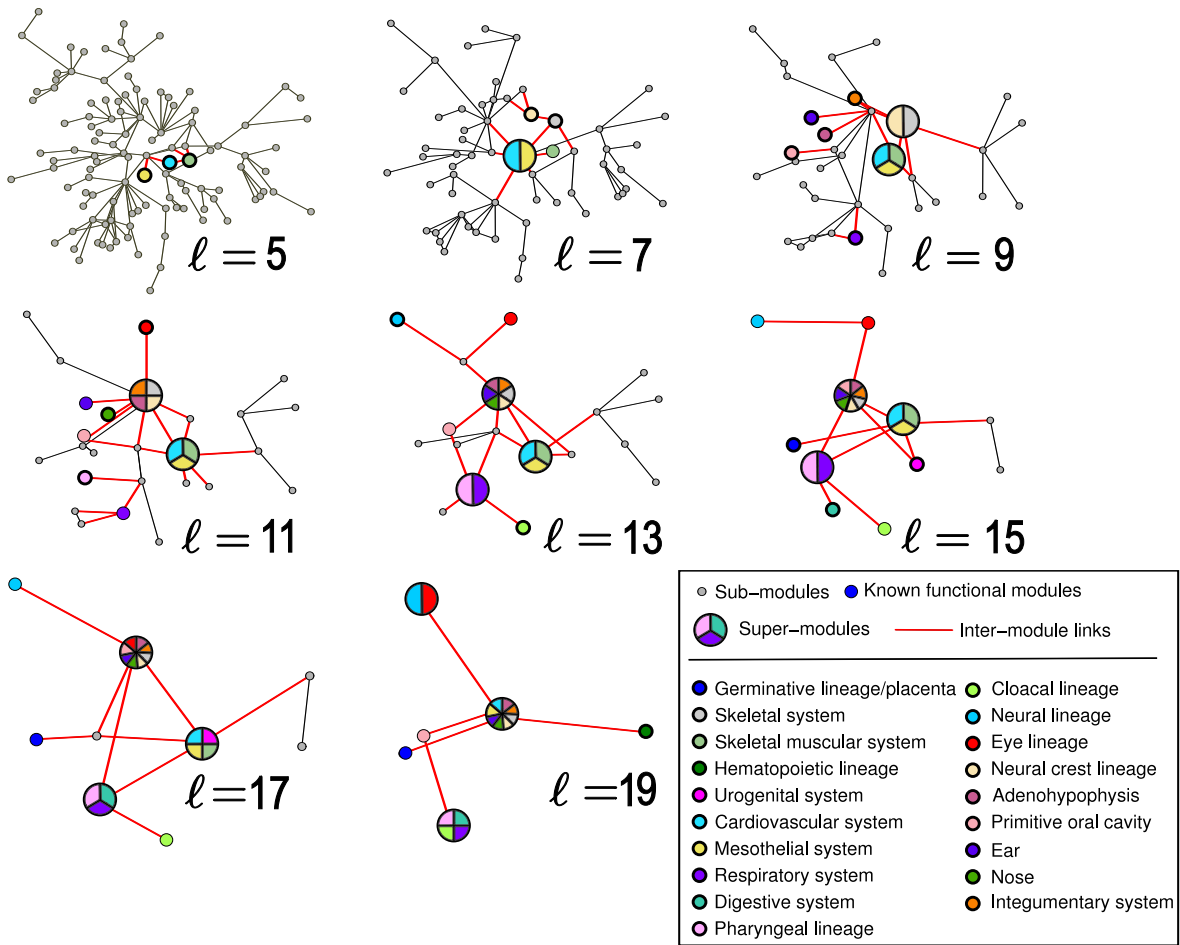 ℓ = 5
ℓ = 7
ℓ = 9
ℓ = 11
ℓ = 13
ℓ = 15
ℓ = 17
ℓ = 19
Sub−modules
Known functional modules
Super−modules
Inter−module links
Germinative lineage/placenta
Skeletal system
Skeletal muscular system
Hematopoietic lineage
Urogenital system
Cardiovascular system
Mesothelial system
Respiratory system
Digestive system
Pharyngeal lineage
Cloacal lineage
Neural lineage
Eye lineage
Neural crest lineage
Adenohypophysis
Primitive oral cavity
Ear
Nose
Integumentary system